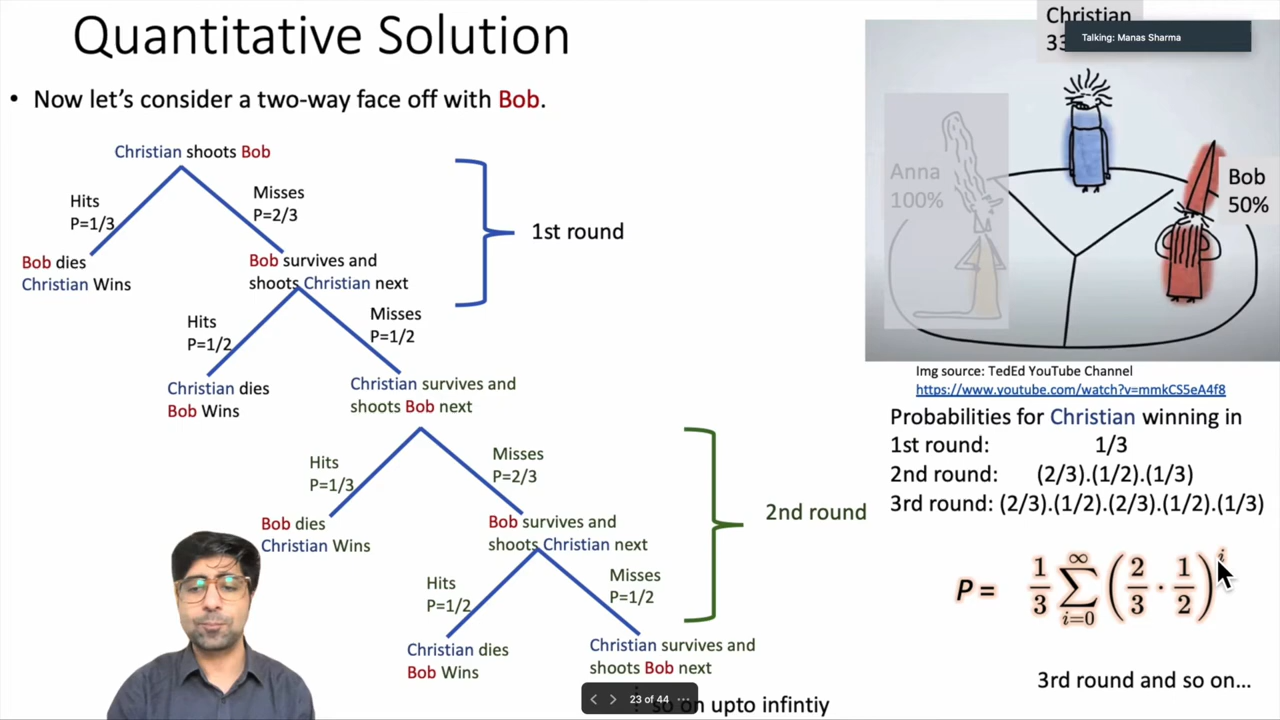 Quantitative Solution
• Now let's consider a two-way face off with Bob.
Christian shoots Bob
Hits
P=1/3
Misses
P=2/3
Bob dies
Christian Wins
Bob survives and
shoots Christian next
1st round
Hits
P=1/2
Misses
P=1/2
Christian dies
Bob Wins
Christian survives and
shoots Bob next
Hits
P=1/3
Misses
P=2/3
Bob dies
Christian Wins
Bob survives and
shoots Christian next
2nd round
Hits
P=1/2
Misses
P=1/2
Christian dies
Bob Wins
Christian survives and
shoots Bob next
23 of 44
so on upto infintiy
Christian
Talking: Manas Sharma
Anna
100%
Bob
50%
Img source: TedEd YouTube Channel
https://www.youtube.com/watch?v=mmkCS5eA4f8
Probabilities for Christian winning in
1st round: 1/3
2nd round: (2/3).(1/2).(1/3)
3rd round: (2/3).(1/2).(2/3).(1/2).(1/3)
P = 1/3 ∑ i=0 ∞ (2/3 · 1/2)^i
3rd round and so on...